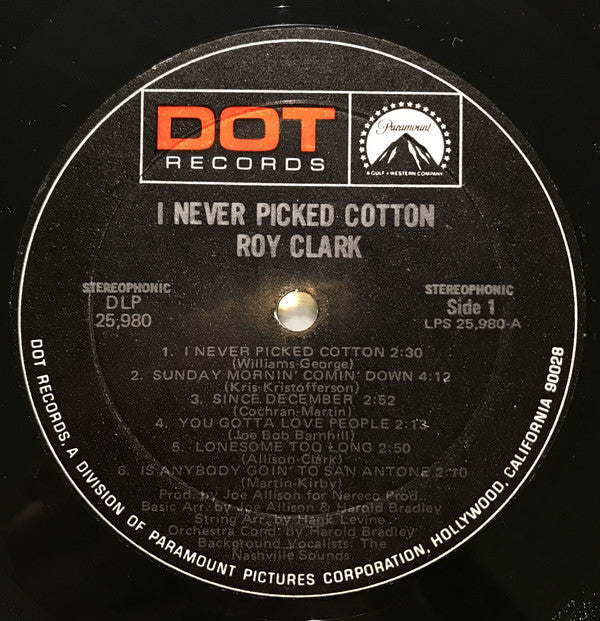 DOT
RECORDS
Paramount
A GULF + WESTERN COMPANY
I NEVER PICKED COTTON
ROY CLARK
STEREOPHONIC
DLP
25,980
STEREOPHONIC
Side 1
LPS 25,980-A
1. I NEVER PICKED COTTON 2:30
(Williams-George)
2. SUNDAY MORNIN' COMIN' DOWN 4:12
(Kris Kristofferson)
3. SINCE DECEMBER 2:52
(Cochran-Martin)
4. YOU GOTTA LOVE PEOPLE 2:13
(Joe Bob Barnhill)
5. LONESOME TOO LONG 2:50
(Allison-Clark)
6. IS ANYBODY GOIN' TO SAN ANTONE 2:10
(Martin-Kirby)
Prod. by Joe Allison for Nereco Prod.
Basic Arr. by Joe Allison & Harold Bradley
String Arr. by Hank Levine
Orchestra Cond. by Harold Bradley
Background Vocalists: The
Nashville Sounds
DOT RECORDS, A DIVISION OF PARAMOUNT PICTURES CORPORATION, HOLLYWOOD, CALIFORNIA 90028